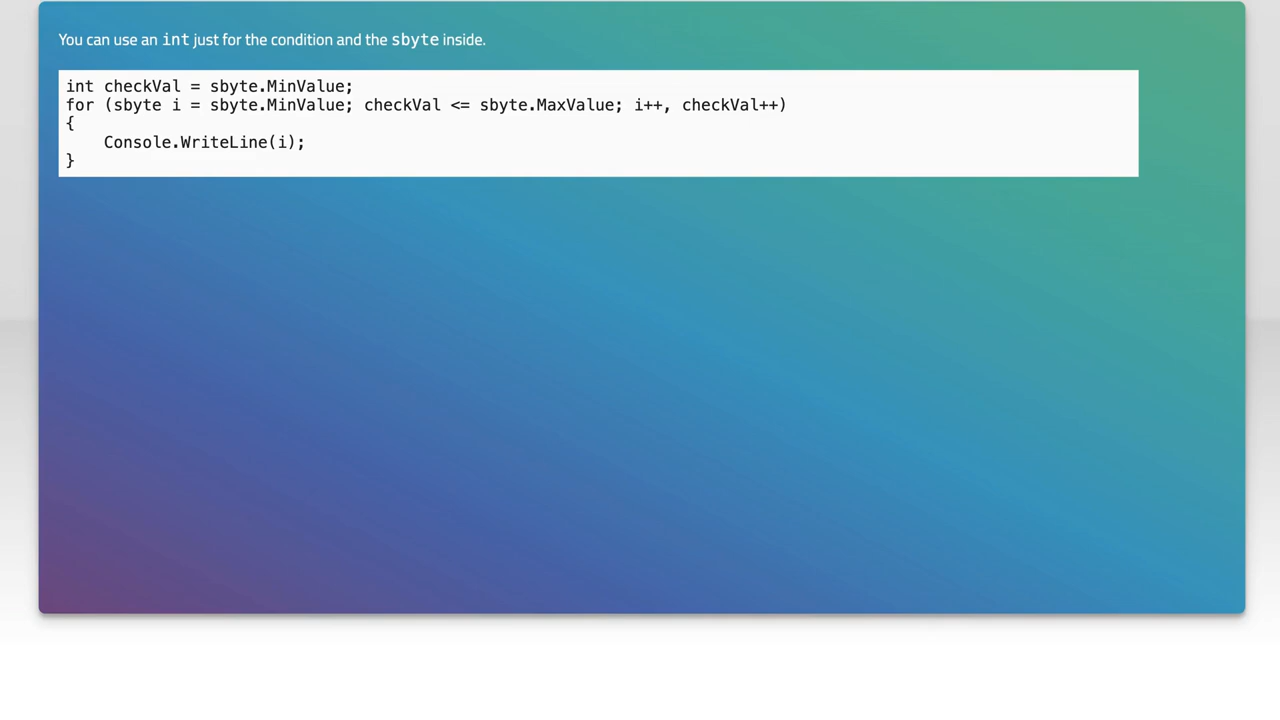 You can use an int just for the condition and the sbyte inside.
int checkVal = sbyte.MinValue;
for (sbyte i = sbyte.MinValue; checkVal <= sbyte.MaxValue; i++, checkVal++)
{
    Console.WriteLine(i);
}